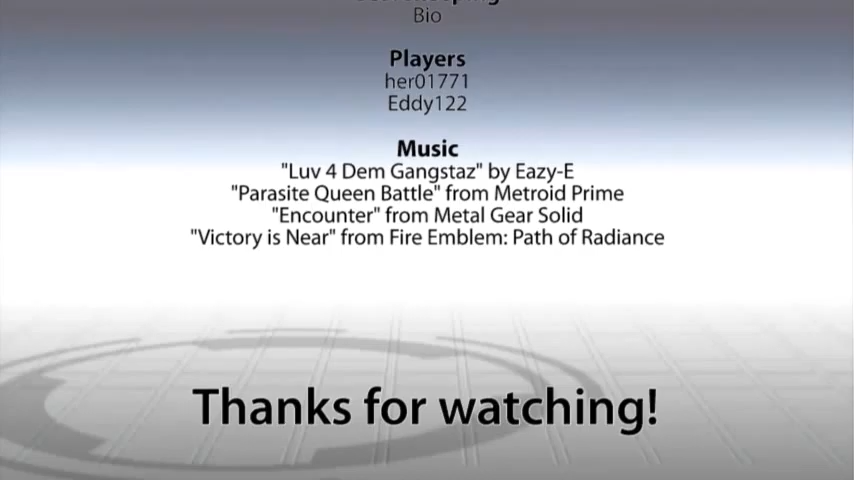 Bio
Players
her01771
Eddy122
Music
"Luv 4 Dem Gangstaz" by Eazy-E
"Parasite Queen Battle" from Metroid Prime
"Encounter" from Metal Gear Solid
"Victory is Near" from Fire Emblem: Path of Radiance
Thanks for watching!